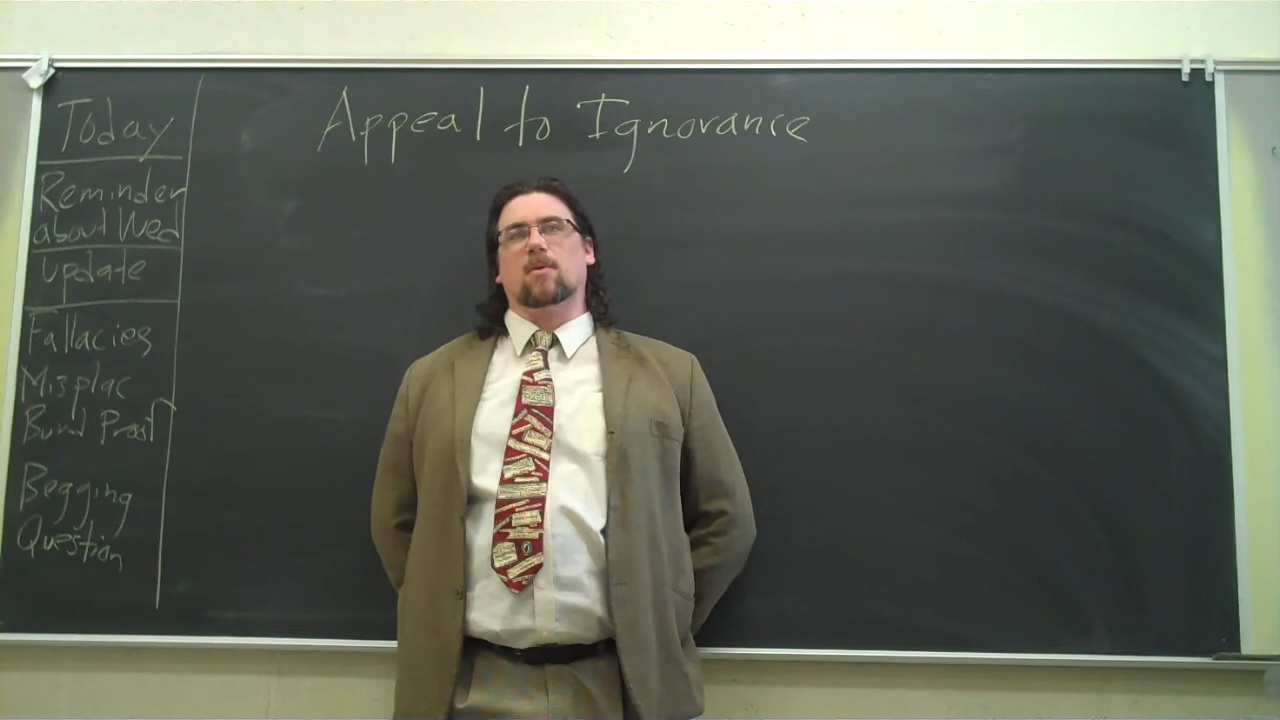 Today
Reminder
about Wed
Update
Fallacies
Misplac
Burd Proof
Begging
Question
Appeal to Ignorance